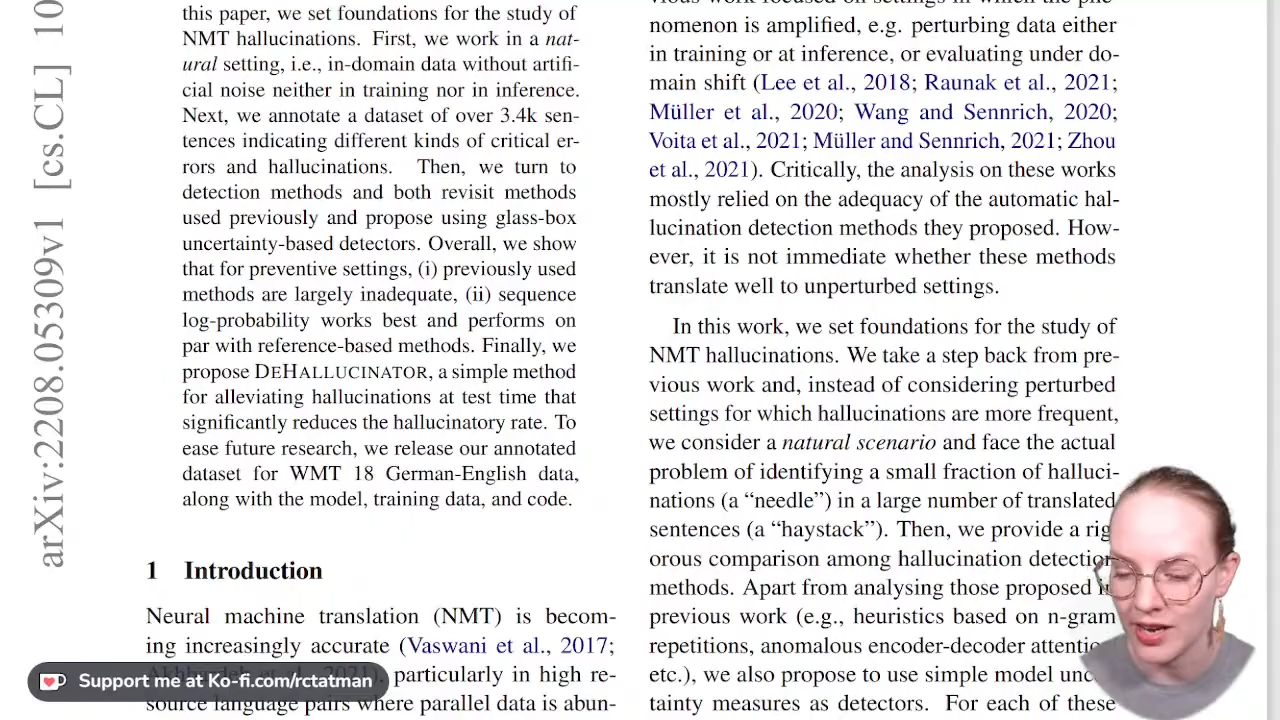 arXiv:2208.05309v1 [cs.CL] 10
this paper, we set foundations for the study of
NMT hallucinations. First, we work in a nat-
ural setting, i.e., in-domain data without artifi-
cial noise neither in training nor in inference.
Next, we annotate a dataset of over 3.4k sen-
tences indicating different kinds of critical er-
rors and hallucinations. Then, we turn to
detection methods and both revisit methods
used previously and propose using glass-box
uncertainty-based detectors. Overall, we show
that for preventive settings, (i) previously used
methods are largely inadequate, (ii) sequence
log-probability works best and performs on
par with reference-based methods. Finally, we
propose DEHALLUCINATOR, a simple method
for alleviating hallucinations at test time that
significantly reduces the hallucinatory rate. To
ease future research, we release our annotated
dataset for WMT 18 German-English data,
along with the model, training data, and code.
1 Introduction
Neural machine translation (NMT) is becom-
ing increasingly accurate (Vaswani et al., 2017;
particularly in high re-
source language pairs where parallel data is abun-
vious work focused on settings in which the phe-
nomenon is amplified, e.g. perturbing data either
in training or at inference, or evaluating under do-
main shift (Lee et al., 2018; Raunak et al., 2021;
Müller et al., 2020; Wang and Sennrich, 2020;
Voita et al., 2021; Müller and Sennrich, 2021; Zhou
et al., 2021). Critically, the analysis on these works
mostly relied on the adequacy of the automatic hal-
lucination detection methods they proposed. How-
ever, it is not immediate whether these methods
translate well to unperturbed settings.
In this work, we set foundations for the study of
NMT hallucinations. We take a step back from pre-
vious work and, instead of considering perturbed
settings for which hallucinations are more frequent,
we consider a natural scenario and face the actual
problem of identifying a small fraction of halluci-
nations (a “needle”) in a large number of translated
sentences (a “haystack”). Then, we provide a rig
orous comparison among hallucination detection
methods. Apart from analysing those proposed
previous work (e.g., heuristics based on n-gram
repetitions, anomalous encoder-decoder attentio
etc.), we also propose to use simple model unc
tainty measures as detectors. For each of these
Support me at Ko-fi.com/rctatman